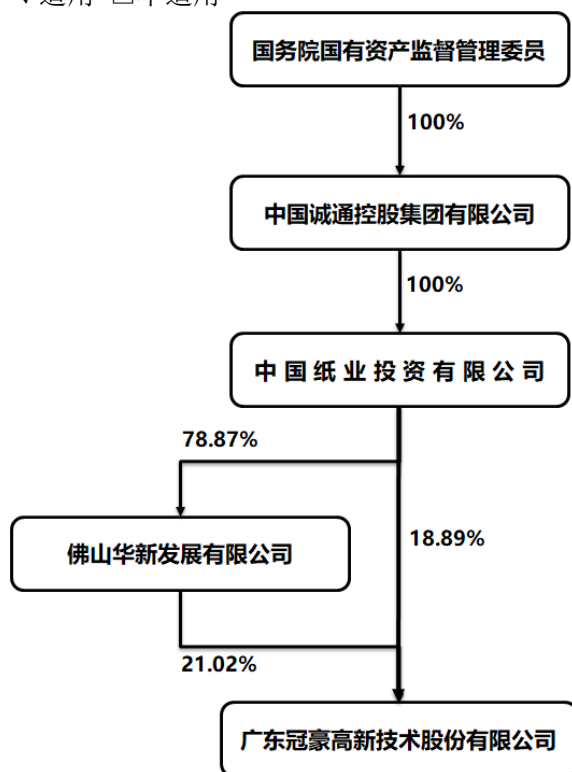 国务院国有资产监督管理委员
100%
中国诚通控股集团有限公司
100%
中国纸业投资有限公司
78.87%
18.89%
佛山华新发展有限公司
21.02%
广东冠豪高新技术股份有限公司